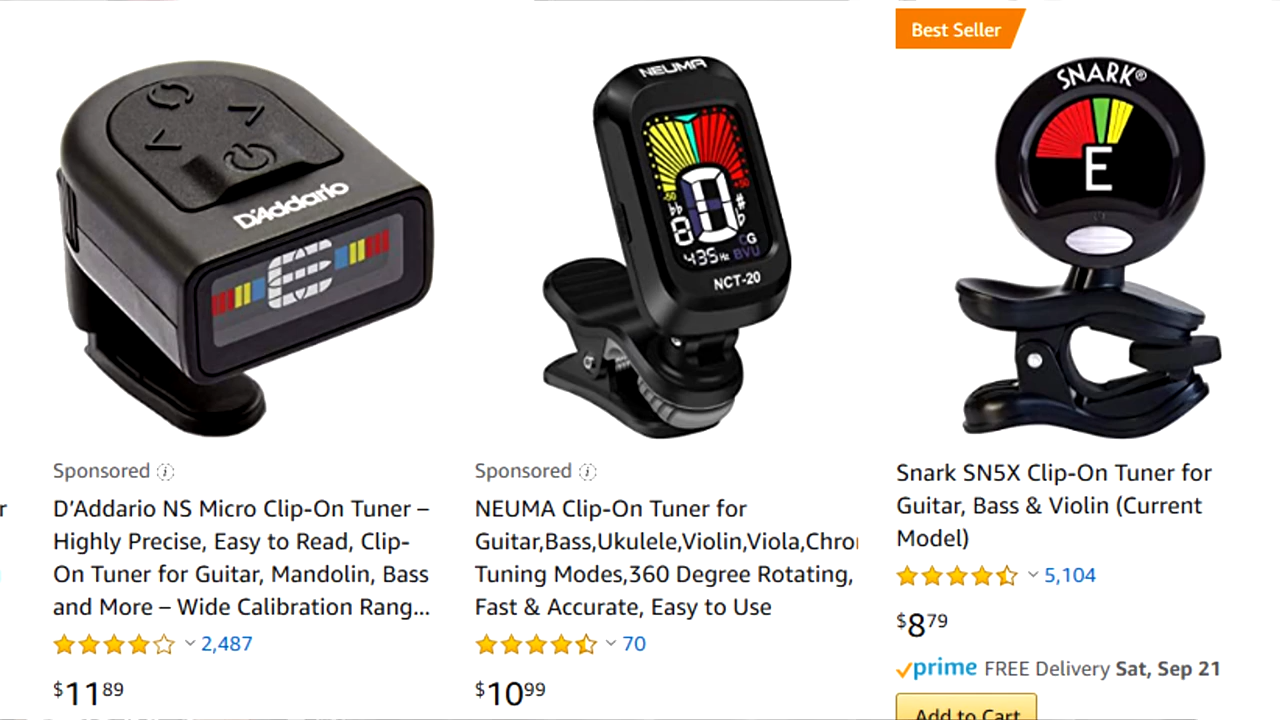 Best Seller
D'Addario
NEUMA
-50
+50
435Hz
CG
BVU
NCT-20
SNARK®
E
Sponsored
D'Addario NS Micro Clip-On Tuner –
Highly Precise, Easy to Read, Clip-
On Tuner for Guitar, Mandolin, Bass
and More – Wide Calibration Rang...
2,487
$11 89
Sponsored
NEUMA Clip-On Tuner for
Guitar,Bass,Ukulele,Violin,Viola,Chro
Tuning Modes,360 Degree Rotating,
Fast & Accurate, Easy to Use
70
$10 99
Snark SN5X Clip-On Tuner for
Guitar, Bass & Violin (Current
Model)
5,104
$8 79
prime FREE Delivery Sat, Sep 21
Add to Cart